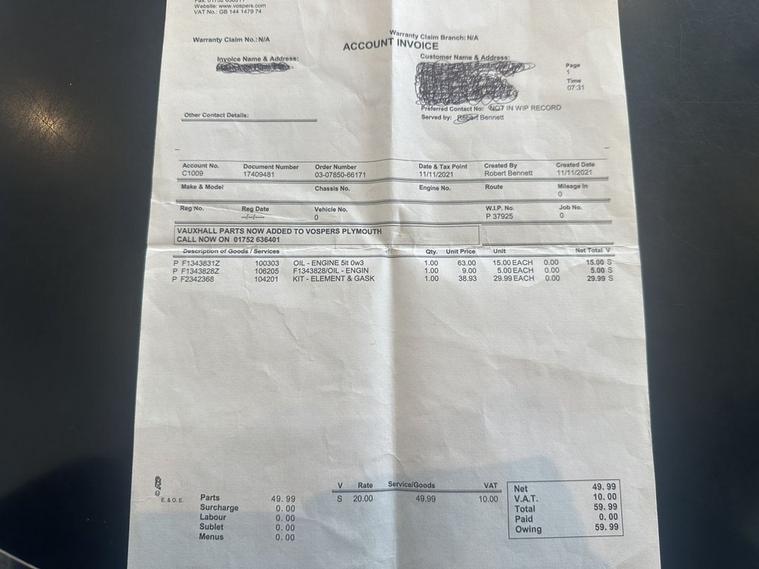 Website: www.vospers.com
VAT No.: GB 144 1479 74
Warranty Claim No.: N/A
Warranty Claim Branch: N/A
ACCOUNT INVOICE
Invoice Name & Address:
Customer Name & Address:
Page
1
Time
07:31
Preferred Contact No: NOT IN WIP RECORD
Other Contact Details:
Served by: Robert Bennett
Account No. Document Number Order Number Date & Tax Point Created By Created Date
C1009 17409481 03-07850-66171 11/11/2021 Robert Bennett 11/11/2021
Make & Model Chassis No. Engine No. Route Mileage In
0
Reg No. Reg Date Vehicle No. W.I.P. No. Job No.
--/--/-- 0 P 37925 0
VAUXHALL PARTS NOW ADDED TO VOSPERS PLYMOUTH
CALL NOW ON 01752 636401
Description of Goods / Services Qty. Unit Price Unit Net Total V
P F1343831Z 100303 OIL - ENGINE 5lt 0w3 1.00 63.00 15.00 EACH 0.00 15.00 S
P F1343828Z 106205 F1343828/OIL - ENGIN 1.00 9.00 5.00 EACH 0.00 5.00 S
P F2342368 104201 KIT - ELEMENT & GASK 1.00 38.93 29.99 EACH 0.00 29.99 S
E. & O. E.
V Rate Service/Goods VAT
S 20.00 49.99 10.00
Parts 49.99
Surcharge 0.00
Labour 0.00
Sublet 0.00
Menus 0.00
Net 49.99
V.A.T. 10.00
Total 59.99
Paid 0.00
Owing 59.99